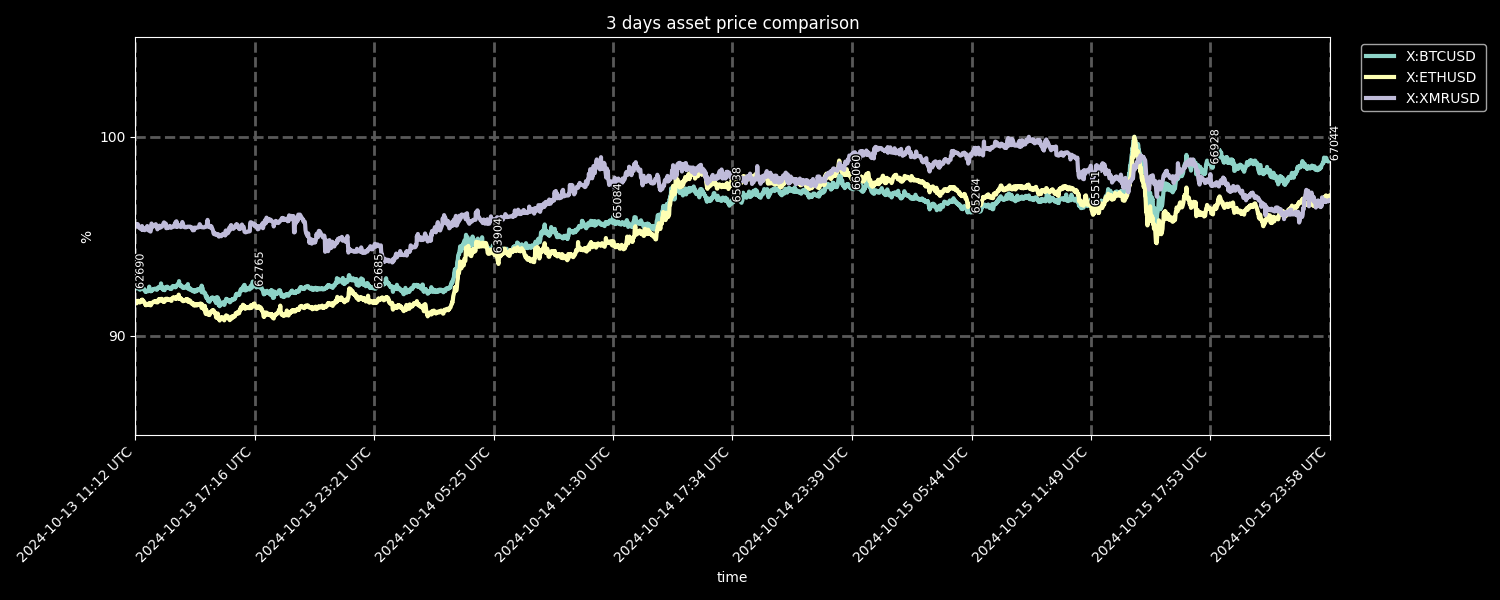 3 days asset price comparison
X:BTCUSD
X:ETHUSD
X:XMRUSD
%
100
90
62690
62765
62685
63904
65084
65638
66060
65264
65511
66928
67044
2024-10-13 11:12 UTC
2024-10-13 17:16 UTC
2024-10-13 23:21 UTC
2024-10-14 05:25 UTC
2024-10-14 11:30 UTC
2024-10-14 17:34 UTC
2024-10-14 23:39 UTC
2024-10-15 05:44 UTC
2024-10-15 11:49 UTC
2024-10-15 17:53 UTC
2024-10-15 23:58 UTC
time